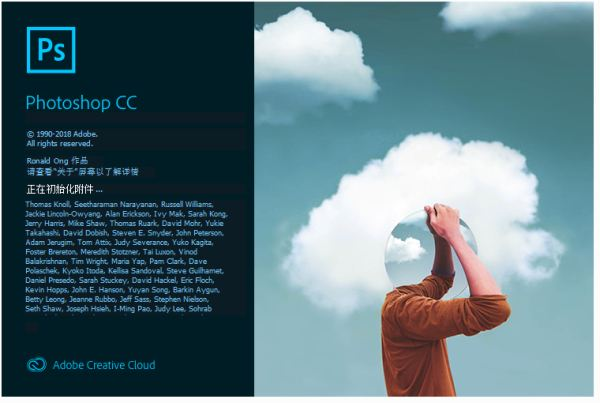 Ps
Photoshop CC
© 1990-2018 Adobe.
All rights reserved.
Ronald Ong 作品
请查看“关于”屏幕以了解详情
正在初始化附件 ...
Thomas Knoll, Seetharaman Narayanan, Russell Williams,
Jackie Lincoln-Owyang, Alan Erickson, Ivy Mak, Sarah Kong,
Jerry Harris, Mike Shaw, Thomas Ruark, David Mohr, Yukie
Takahashi, David Dobish, Steven E. Snyder, John Peterson,
Adam Jerugim, Tom Attix, Judy Severance, Yuko Kagita,
Foster Brereton, Meredith Stotzner, Tai Luxon, Vinod
Balakrishnan, Tim Wright, Maria Yap, Pam Clark, Dave
Polaschek, Kyoko Itoda, Kellisa Sandoval, Steve Guilhamet,
Daniel Presedo, Sarah Stuckey, David Hackel, Eric Floch,
Kevin Hopps, John E. Hanson, Yuyan Song, Barkin Aygun,
Betty Leong, Jeanne Rubbo, Jeff Sass, Stephen Nielson,
Seth Shaw, Joseph Hsieh, I-Ming Pao, Judy Lee, Sohrab
Adobe Creative Cloud